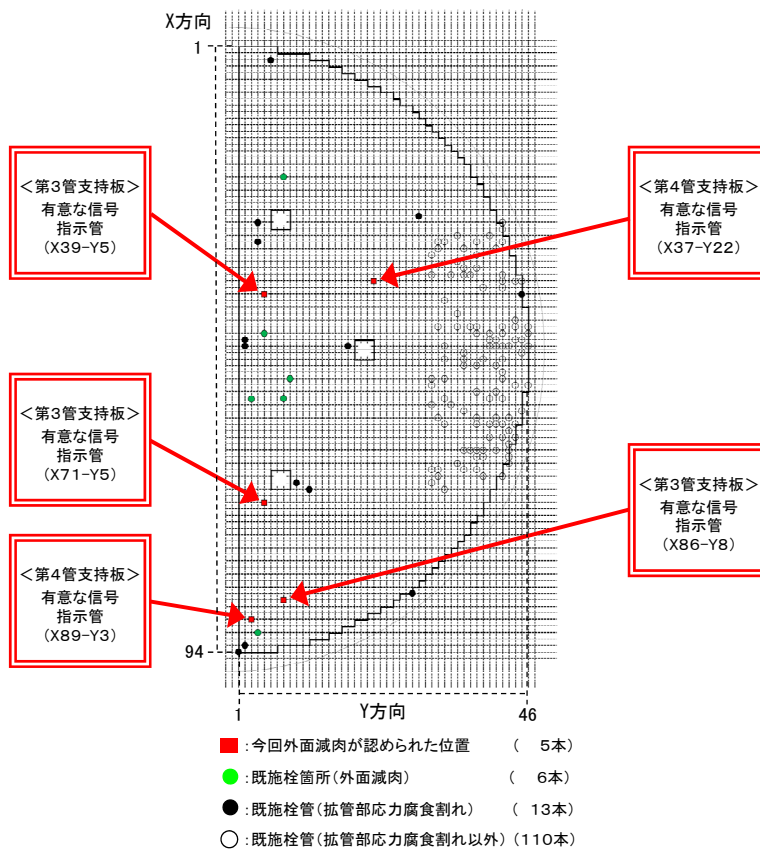 X方向
1
＜第3管支持板＞
有意な信号
指示管
（X39−Y5）
＜第4管支持板＞
有意な信号
指示管
（X37−Y22）
＜第3管支持板＞
有意な信号
指示管
（X71−Y5）
＜第3管支持板＞
有意な信号
指示管
（X86−Y8）
＜第4管支持板＞
有意な信号
指示管
（X89−Y3）
94
1
Y方向
46
：今回外面減肉が認められた位置 （ 5本）
：既施栓箇所（外面減肉） （ 6本）
：既施栓管（拡管部応力腐食割れ） （ 13本）
：既施栓管（拡管部応力腐食割れ以外）（110本）